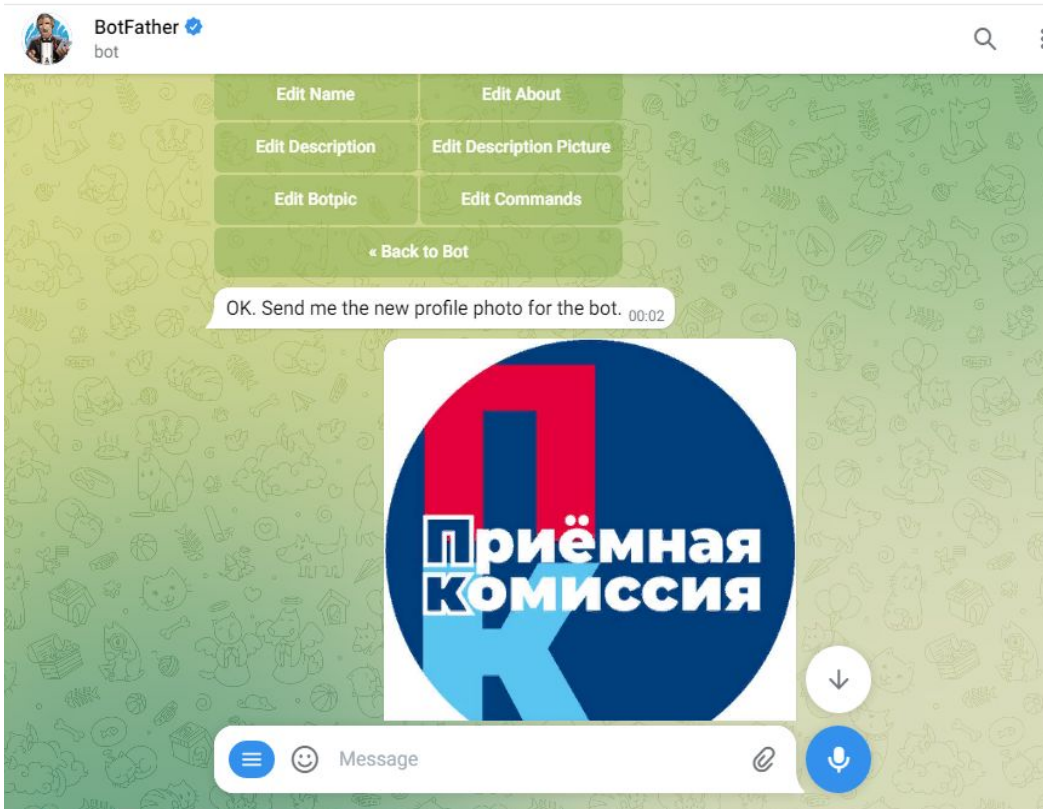 BotFather
bot
Edit Name
Edit About
Edit Description
Edit Description Picture
Edit Botpic
Edit Commands
« Back to Bot
OK. Send me the new profile photo for the bot. 00:02
ПК
Приёмная
Комиссия
Message